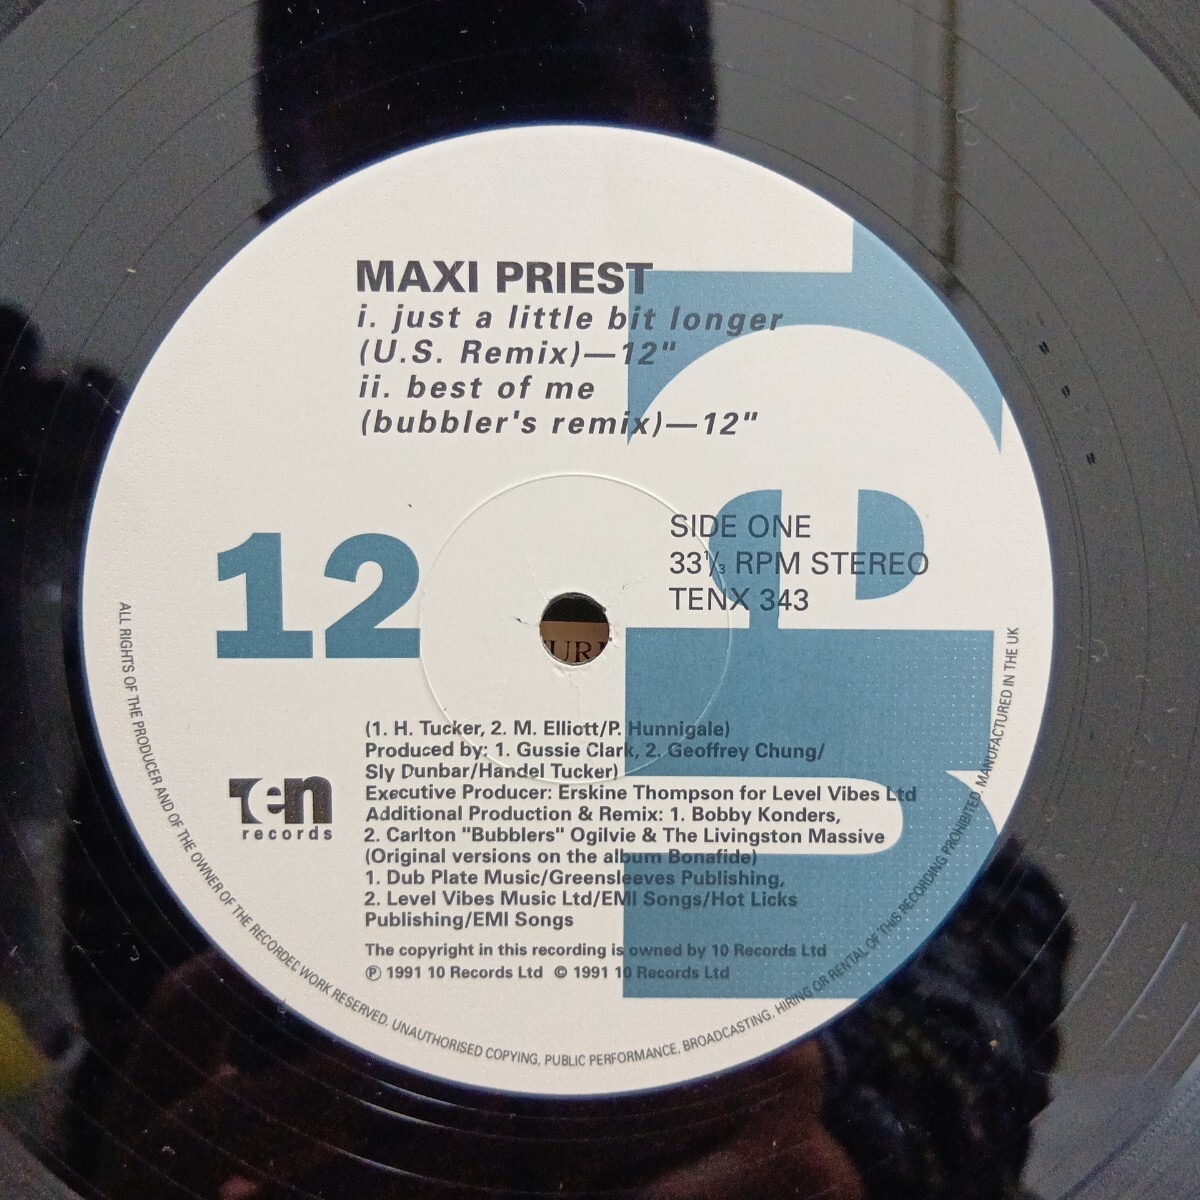 MAXI PRIEST
i. just a little bit longer
(U.S. Remix)—12"
ii. best of me
(bubbler's remix)—12"
12
SIDE ONE
33⅓ RPM STEREO
TENX 343
URE
(1. H. Tucker, 2. M. Elliott/P. Hunnigale)
Produced by: 1. Gussie Clark, 2. Geoffrey Chung/
Sly Dunbar/Handel Tucker)
Executive Producer: Erskine Thompson for Level Vibes Ltd
Additional Production & Remix: 1. Bobby Konders,
2. Carlton "Bubblers" Ogilvie & The Livingston Massive
(Original versions on the album Bonafide)
1. Dub Plate Music/Greensleeves Publishing,
2. Level Vibes Music Ltd/EMI Songs/Hot Licks
Publishing/EMI Songs
Ten
records
The copyright in this recording is owned by 10 Records Ltd
℗ 1991 10 Records Ltd © 1991 10 Records Ltd
ALL RIGHTS OF THE PRODUCER AND OF THE OWNER OF THE RECORDED WORK RESERVED. UNAUTHORISED COPYING, PUBLIC PERFORMANCE, BROADCASTING, HIRING OR RENTAL OF THIS RECORDING PROHIBITED. MANUFACTURED IN THE UK